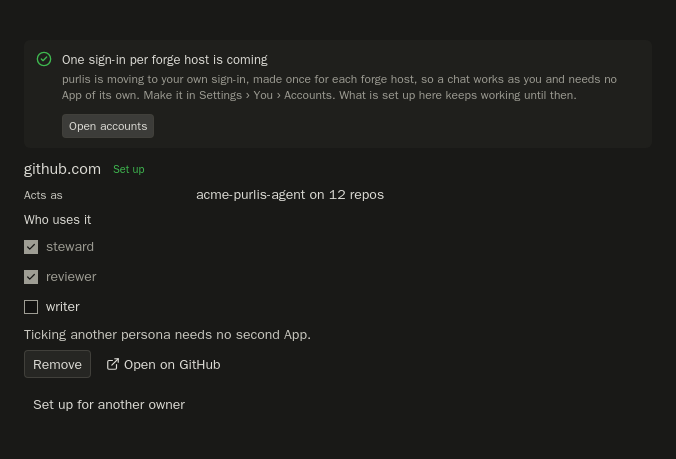 One sign-in per forge host is coming
purlis is moving to your own sign-in, made once for each forge host, so a chat works as you and needs no
App of its own. Make it in Settings › You › Accounts. What is set up here keeps working until then.
Open accounts
github.com Set up
Acts as acme-purlis-agent on 12 repos
Who uses it
steward
reviewer
writer
Ticking another persona needs no second App.
Remove Open on GitHub
Set up for another owner